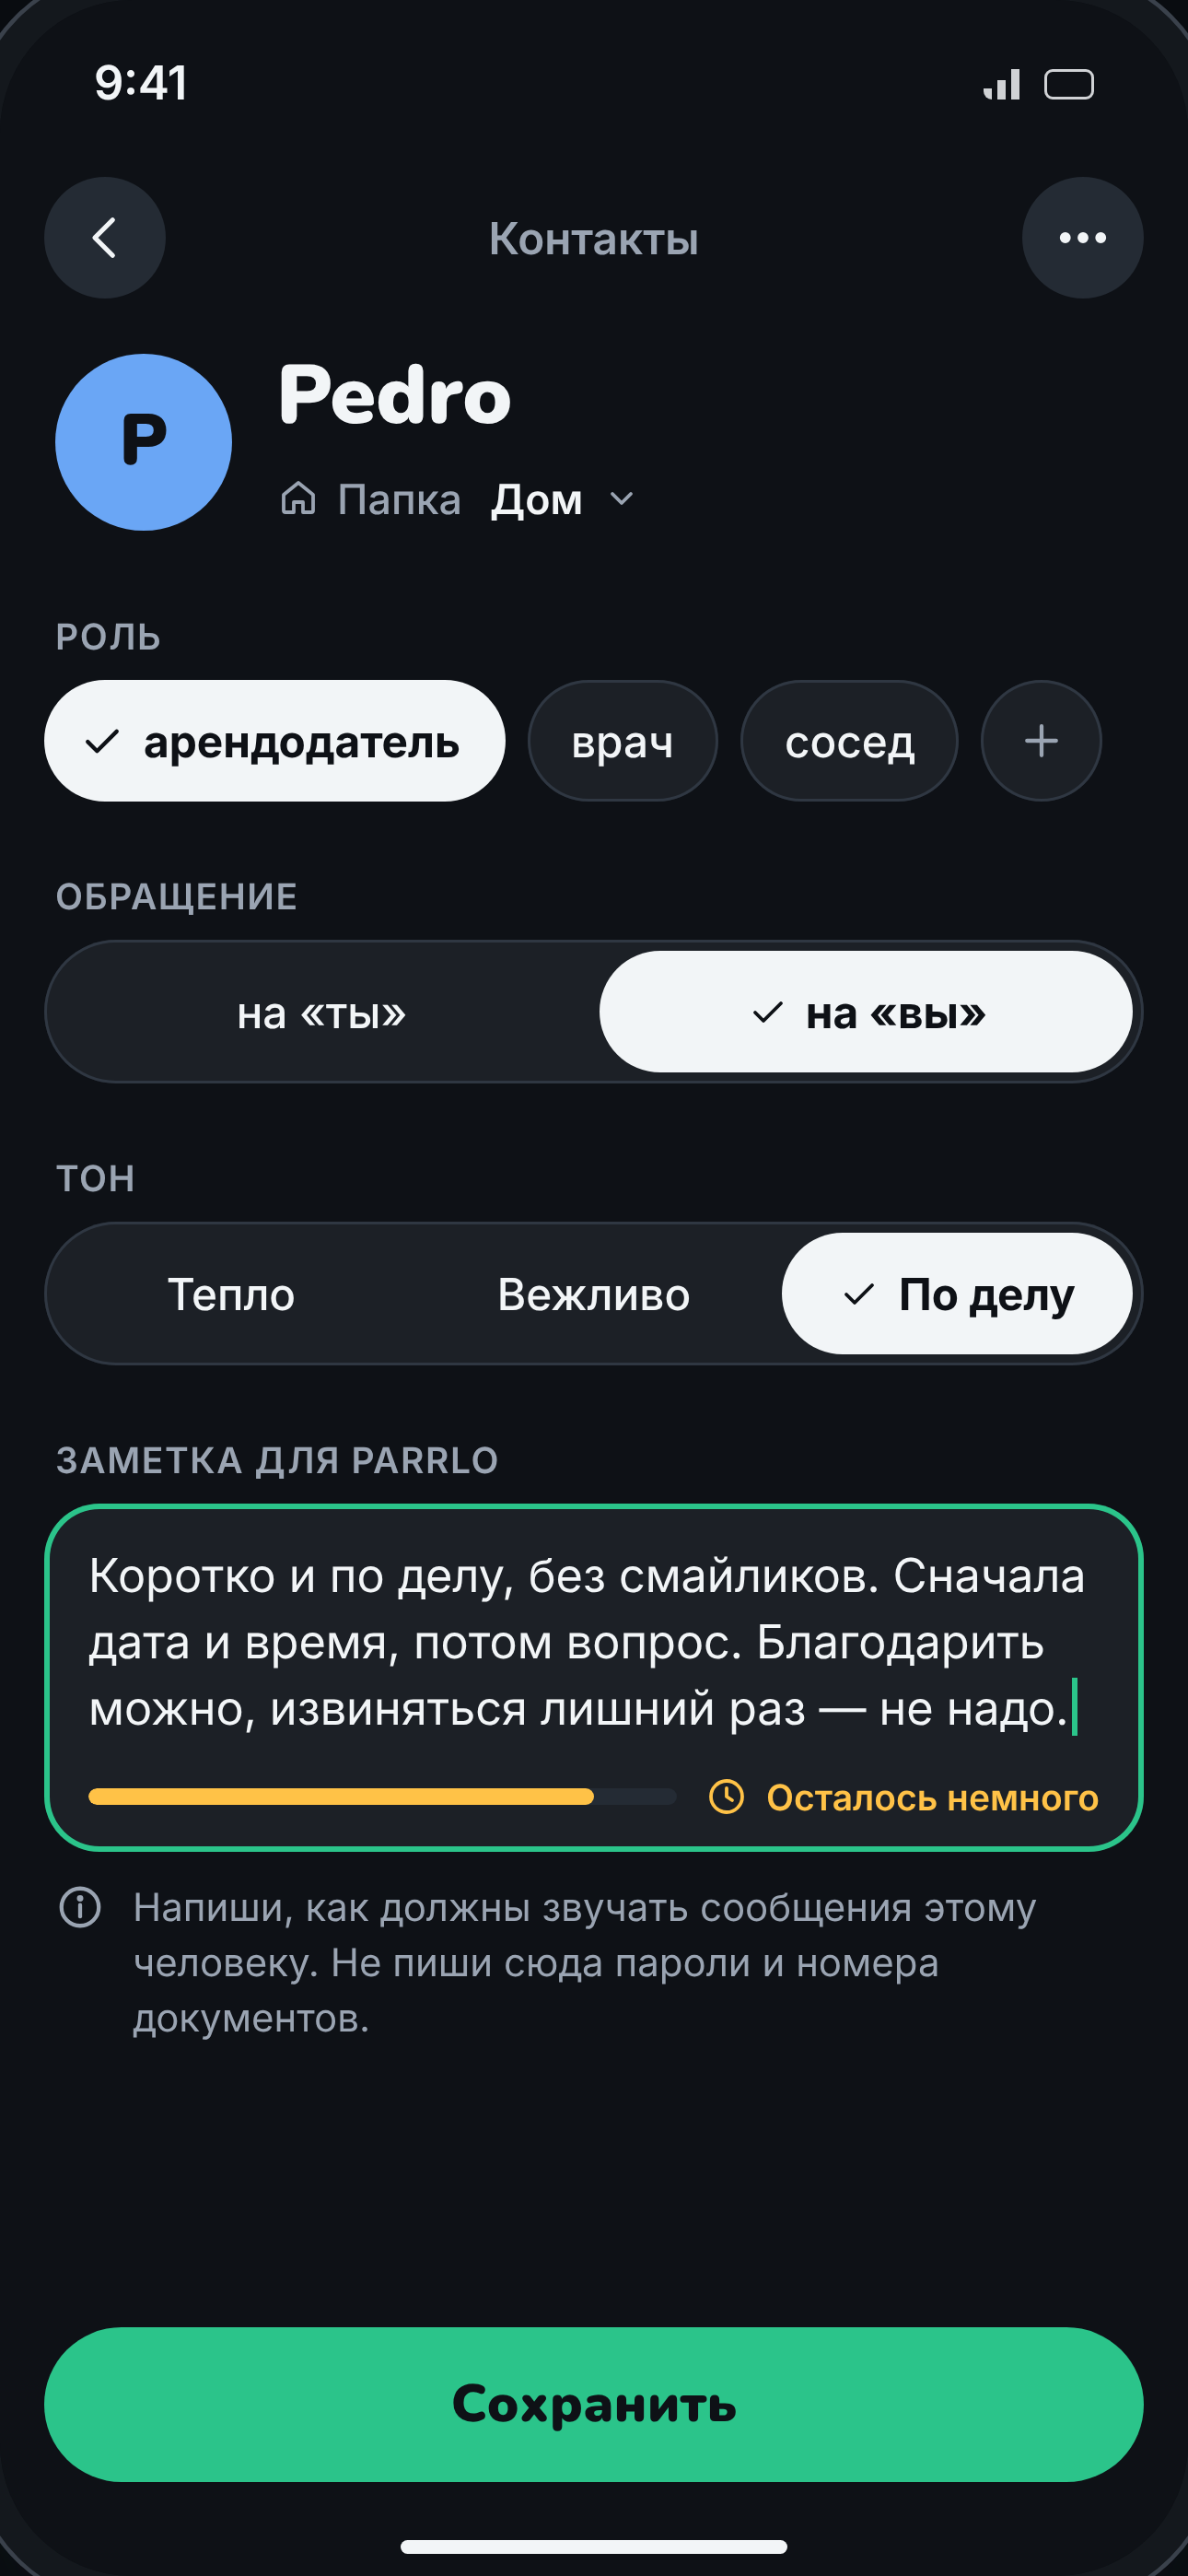 9:41
Контакты
P
Pedro
Папка Дом
РОЛЬ
арендодатель врач сосед
ОБРАЩЕНИЕ
на «ты» на «вы»
ТОН
Тепло Вежливо По делу
ЗАМЕТКА ДЛЯ PARRLO
Коротко и по делу, без смайликов. Сначала
дата и время, потом вопрос. Благодарить
можно, извиняться лишний раз — не надо.
Осталось немного
Напиши, как должны звучать сообщения этому
человеку. Не пиши сюда пароли и номера
документов.
Сохранить